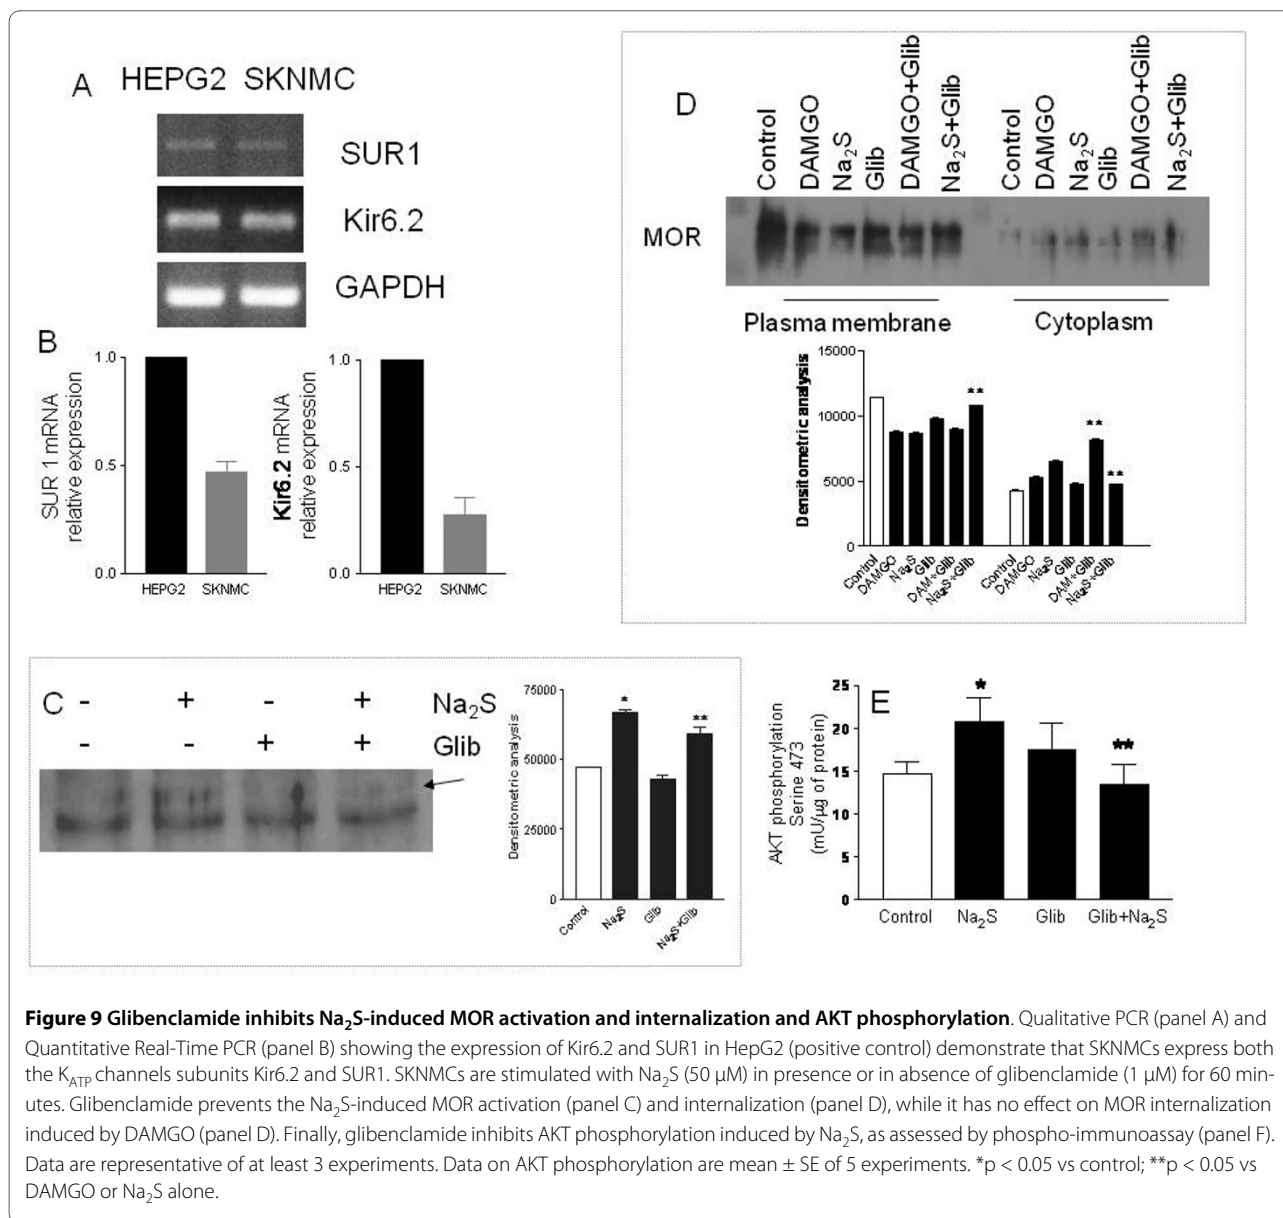 A
HEPG2 SKNMC
SUR1
Kir6.2
GAPDH
B
SUR 1 mRNA
relative expression
1.0
0.5
0.0
HEPG2 SKNMC
Kir6.2 mRNA
relative expression
1.0
0.5
0.0
HEPG2 SKNMC
D
Control
DAMGO
Na₂S
Glib
DAMGO+Glib
Na₂S+Glib
Control
DAMGO
Na₂S
Glib
DAMGO+Glib
Na₂S+Glib
MOR
Plasma membrane
Cytoplasm
Densitometric analysis
15000
10000
5000
0
**
**
**
Control
DAMGO
Na₂S
Glib
DAM+Glib
Na₂S+Glib
Control
DAMGO
Na₂S
Glib
DAM+Glib
Na₂S+Glib
C
- + - + Na₂S
- - + + Glib
Densitometric analysis
75000
50000
25000
0
*
**
Control
Na₂S
Glib
Na₂S+Glib
E
AKT phosphorylation
Serine 473
(mU/µg of protein)
25
20
15
10
5
0
*
**
Control Na₂S Glib Glib+Na₂S
Figure 9 Glibenclamide inhibits Na₂S-induced MOR activation and internalization and AKT phosphorylation. Qualitative PCR (panel A) and
Quantitative Real-Time PCR (panel B) showing the expression of Kir6.2 and SUR1 in HepG2 (positive control) demonstrate that SKNMCs express both
the K_ATP channels subunits Kir6.2 and SUR1. SKNMCs are stimulated with Na₂S (50 µM) in presence or in absence of glibenclamide (1 µM) for 60 min-
utes. Glibenclamide prevents the Na₂S-induced MOR activation (panel C) and internalization (panel D), while it has no effect on MOR internalization
induced by DAMGO (panel D). Finally, glibenclamide inhibits AKT phosphorylation induced by Na₂S, as assessed by phospho-immunoassay (panel F).
Data are representative of at least 3 experiments. Data on AKT phosphorylation are mean ± SE of 5 experiments. *p < 0.05 vs control; **p < 0.05 vs
DAMGO or Na₂S alone.